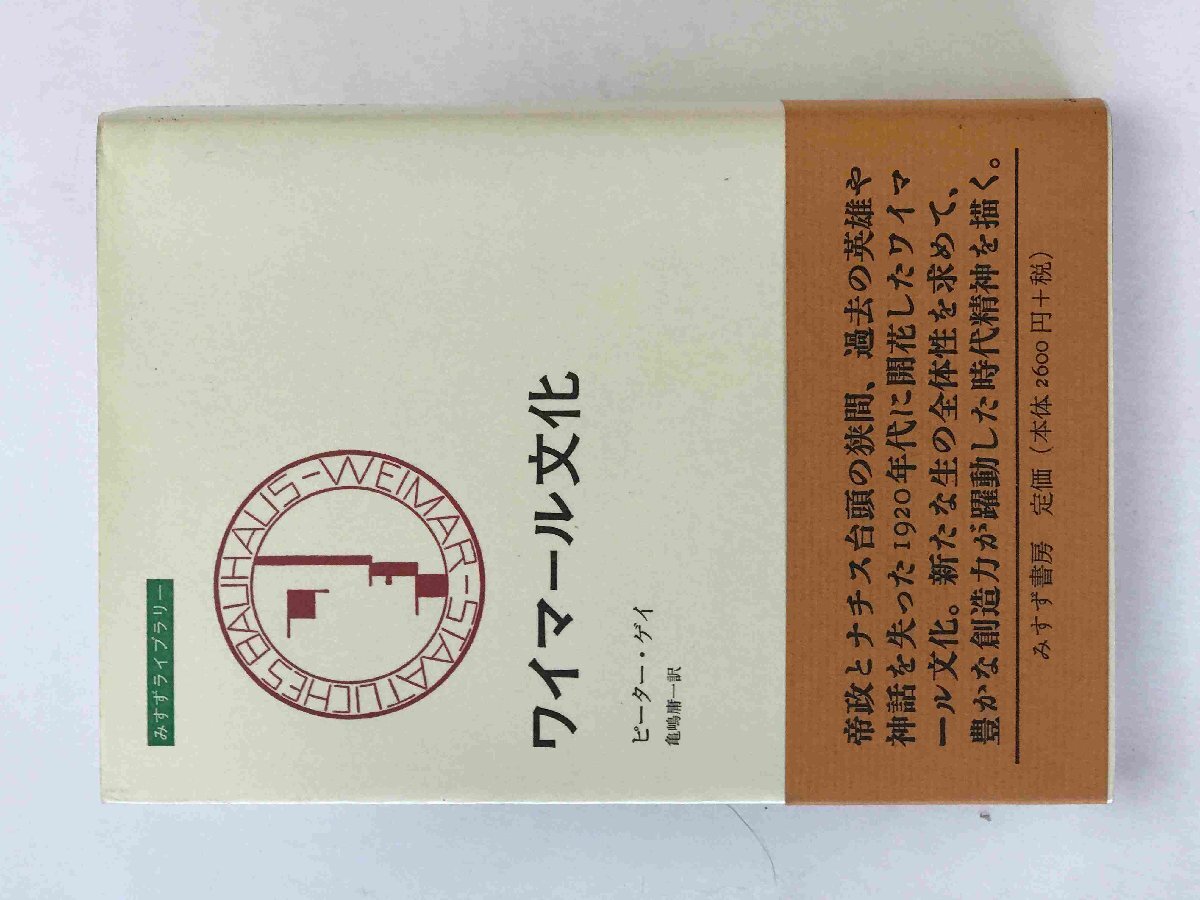 みすずライブラリー
STAATLICHES BAUHAUS-WEIMAR-
ワイマール文化
ピーター・ゲイ
亀嶋庸一訳
帝政とナチス台頭の狭間、過去の英雄や
神話を失った1920年代に開花したワイマ
ール文化。新たな生の全体性を求めて、
豊かな創造力が躍動した時代精神を描く。
みすず書房 定価(本体2600円+税)